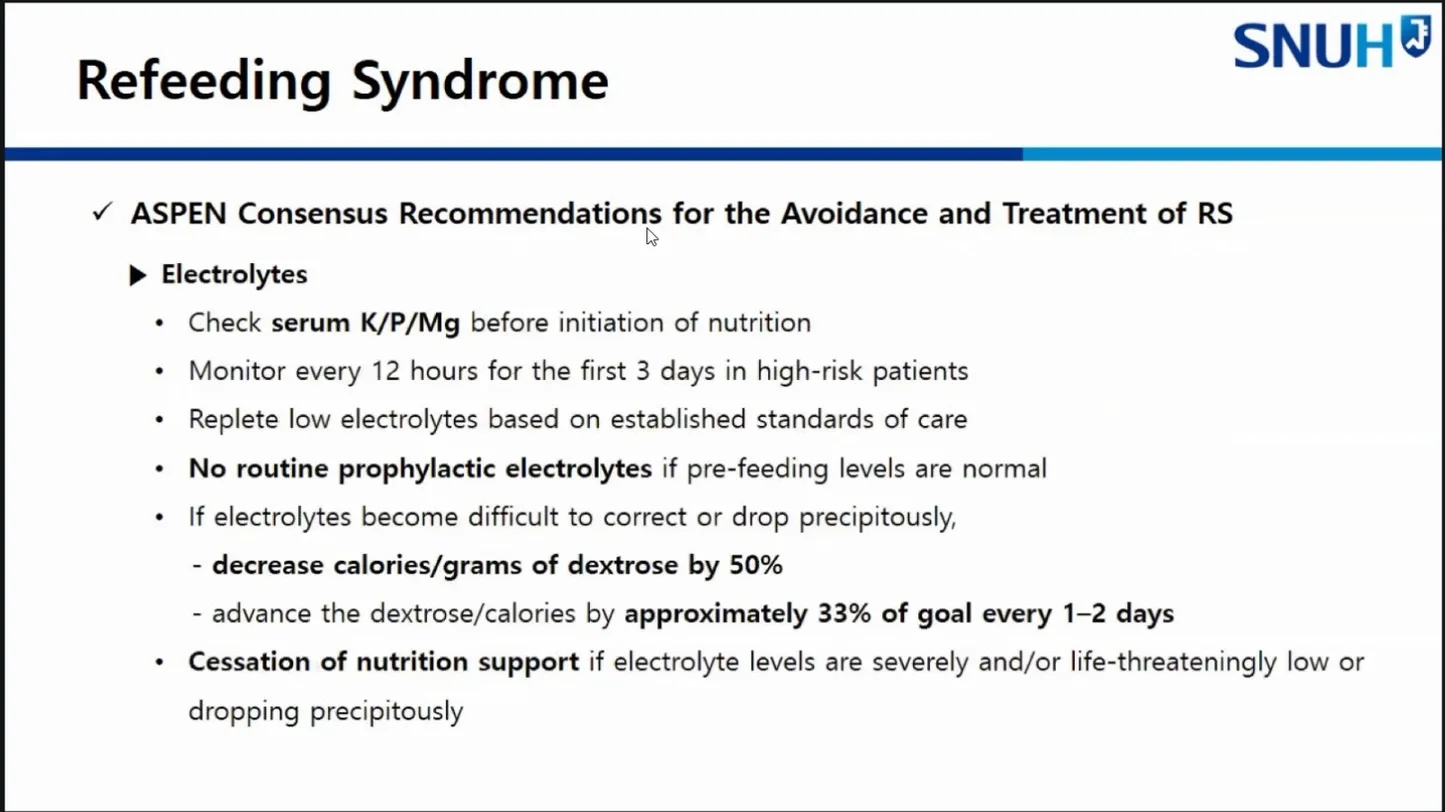 SNUH
Refeeding Syndrome
✓ ASPEN Consensus Recommendations for the Avoidance and Treatment of RS
▶ Electrolytes
• Check serum K/P/Mg before initiation of nutrition
• Monitor every 12 hours for the first 3 days in high-risk patients
• Replete low electrolytes based on established standards of care
• No routine prophylactic electrolytes if pre-feeding levels are normal
• If electrolytes become difficult to correct or drop precipitously,
- decrease calories/grams of dextrose by 50%
- advance the dextrose/calories by approximately 33% of goal every 1–2 days
• Cessation of nutrition support if electrolyte levels are severely and/or life-threateningly low or
dropping precipitously